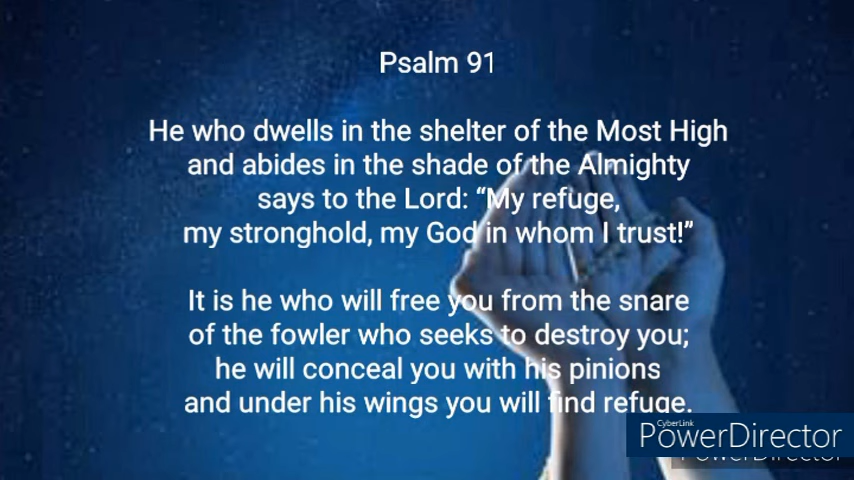 Psalm 91
He who dwells in the shelter of the Most High
and abides in the shade of the Almighty
says to the Lord: “My refuge,
my stronghold, my God in whom I trust!”
It is he who will free you from the snare
of the fowler who seeks to destroy you;
he will conceal you with his pinions
and under his wings you will find refuge.
CyberLink
PowerDirector
PowerDirector